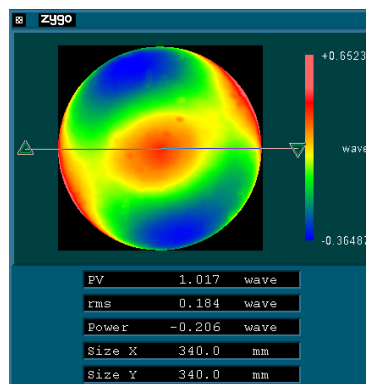 zygo
+0.6523
wave
-0.36487
PV 1.017 wave
rms 0.184 wave
Power -0.206 wave
Size X 340.0 mm
Size Y 340.0 mm